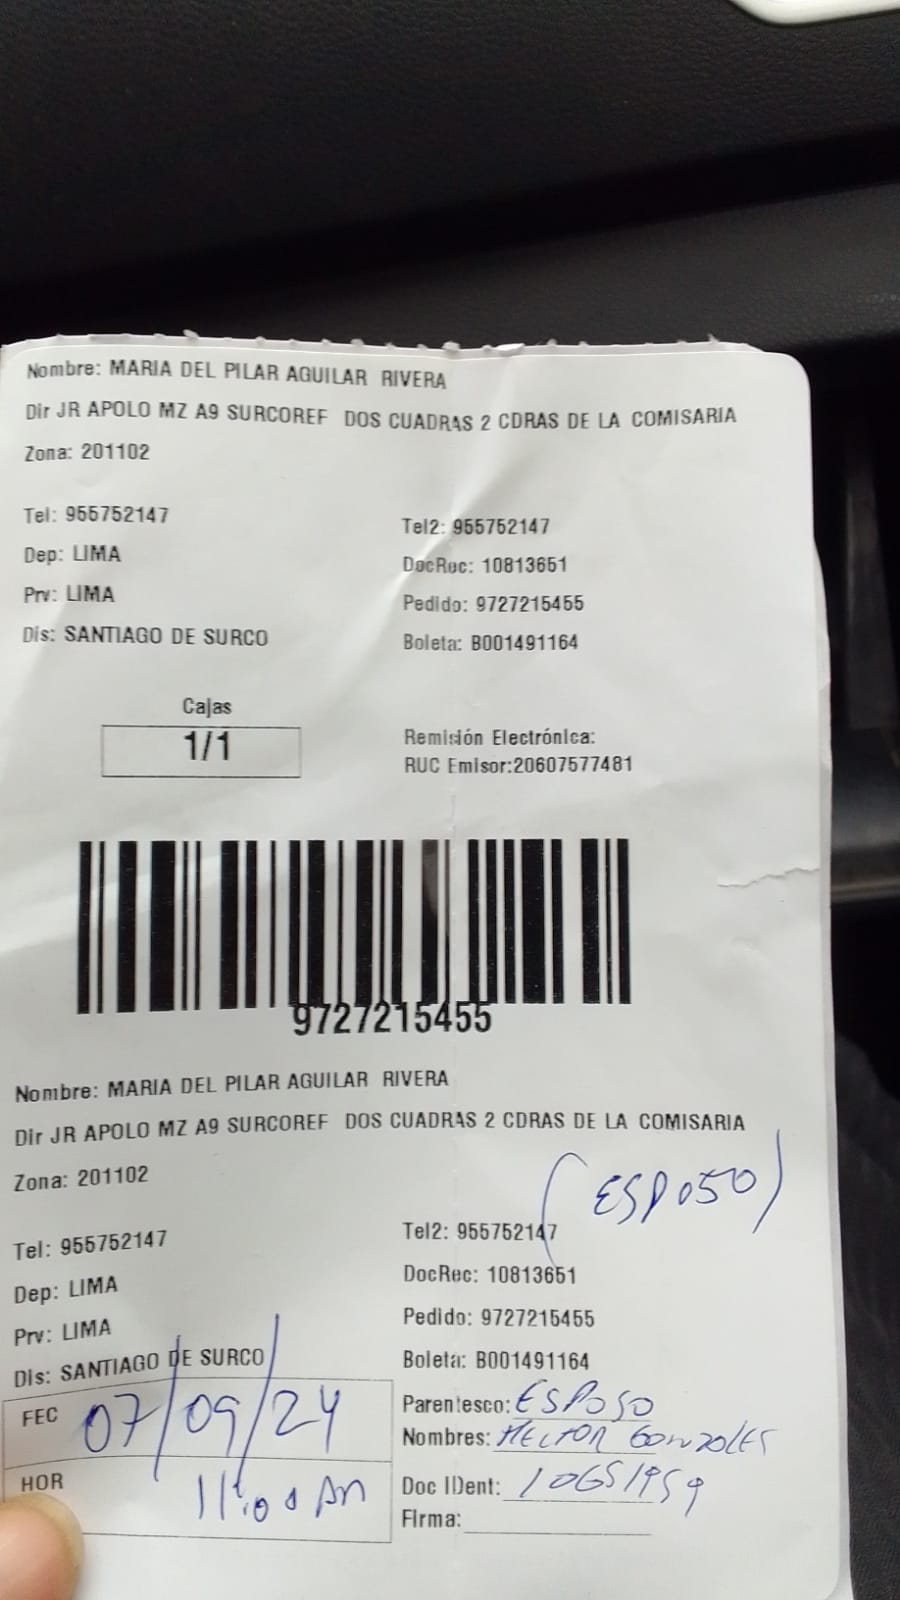 Nombre: MARIA DEL PILAR AGUILAR RIVERA
Dir JR APOLO MZ A9 SURCOREF DOS CUADRAS 2 CDRAS DE LA COMISARIA
Zona: 201102
Tel: 955752147
Tel2: 955752147
Dep: LIMA
DocRec: 10813651
Prv: LIMA
Pedido: 9727215455
Dis: SANTIAGO DE SURCO
Boleta: B001491164
Cajas
1/1
Remisión Electrónica:
RUC Emisor:20607577481
9727215455
Nombre: MARIA DEL PILAR AGUILAR RIVERA
Dir JR APOLO MZ A9 SURCOREF DOS CUADRAS 2 CDRAS DE LA COMISARIA
Zona: 201102
(ESPOSO)
Tel: 955752147
Tel2: 955752147
Dep: LIMA
DocRec: 10813651
Prv: LIMA
Pedido: 9727215455
Dis: SANTIAGO DE SURCO
Boleta: B001491164
FEC 07/09/24
Parentesco: ESPOSO
Nombres: HECTOR GONZOLES
HOR 11:00 AM
Doc IDent: 10651959
Firma: